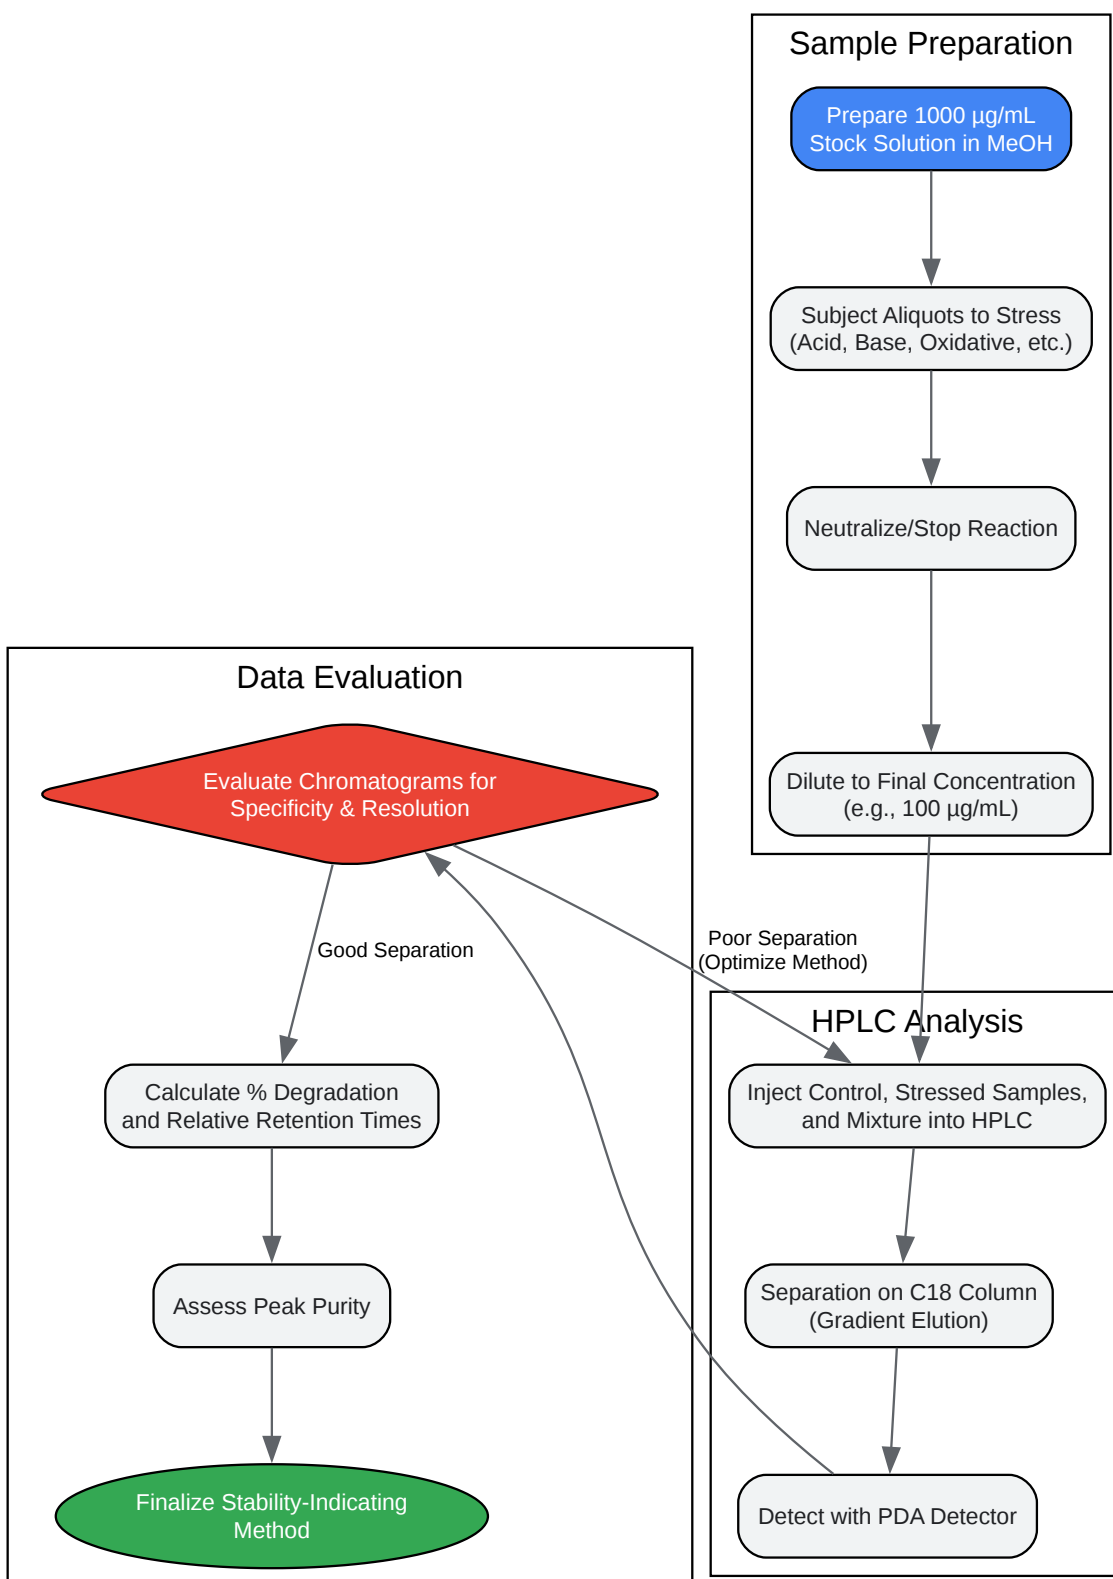 Sample Preparation
Prepare 1000 µg/mL
Stock Solution in MeOH
Subject Aliquots to Stress
(Acid, Base, Oxidative, etc.)
Neutralize/Stop Reaction
Dilute to Final Concentration
(e.g., 100 µg/mL)
HPLC Analysis
Inject Control, Stressed Samples,
and Mixture into HPLC
Separation on C18 Column
(Gradient Elution)
Detect with PDA Detector
Data Evaluation
Evaluate Chromatograms for
Specificity & Resolution
Poor Separation
(Optimize Method)
Good Separation
Calculate % Degradation
and Relative Retention Times
Assess Peak Purity
Finalize Stability-Indicating
Method